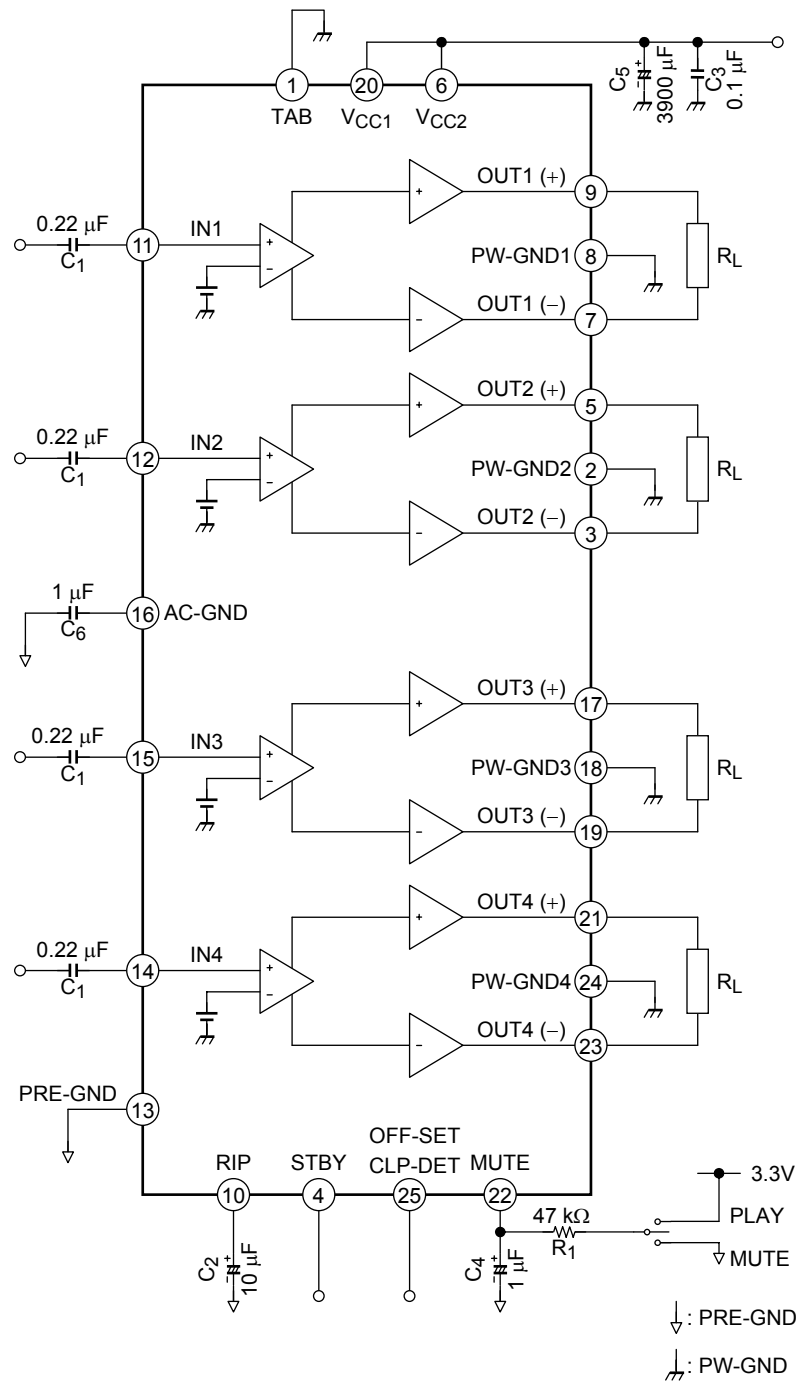 1
20
6
TAB
VCC1
VCC2
C5
3900 µF
C3
0.1 µF
0.22 µF
C1
11
IN1
+
−
+
−
OUT1 (+)
9
PW-GND1
8
OUT1 (−)
7
RL
0.22 µF
C1
12
IN2
+
−
+
−
OUT2 (+)
5
PW-GND2
2
OUT2 (−)
3
RL
1 µF
C6
16
AC-GND
0.22 µF
C1
15
IN3
+
−
+
−
OUT3 (+)
17
PW-GND3
18
OUT3 (−)
19
RL
0.22 µF
C1
14
IN4
+
−
+
−
OUT4 (+)
21
PW-GND4
24
OUT4 (−)
23
RL
PRE-GND
13
RIP
STBY
OFF-SET
CLP-DET
MUTE
10
4
25
22
C2
10 µF
C4
1 µF
47 kΩ
R1
3.3V
PLAY
MUTE
: PRE-GND
: PW-GND